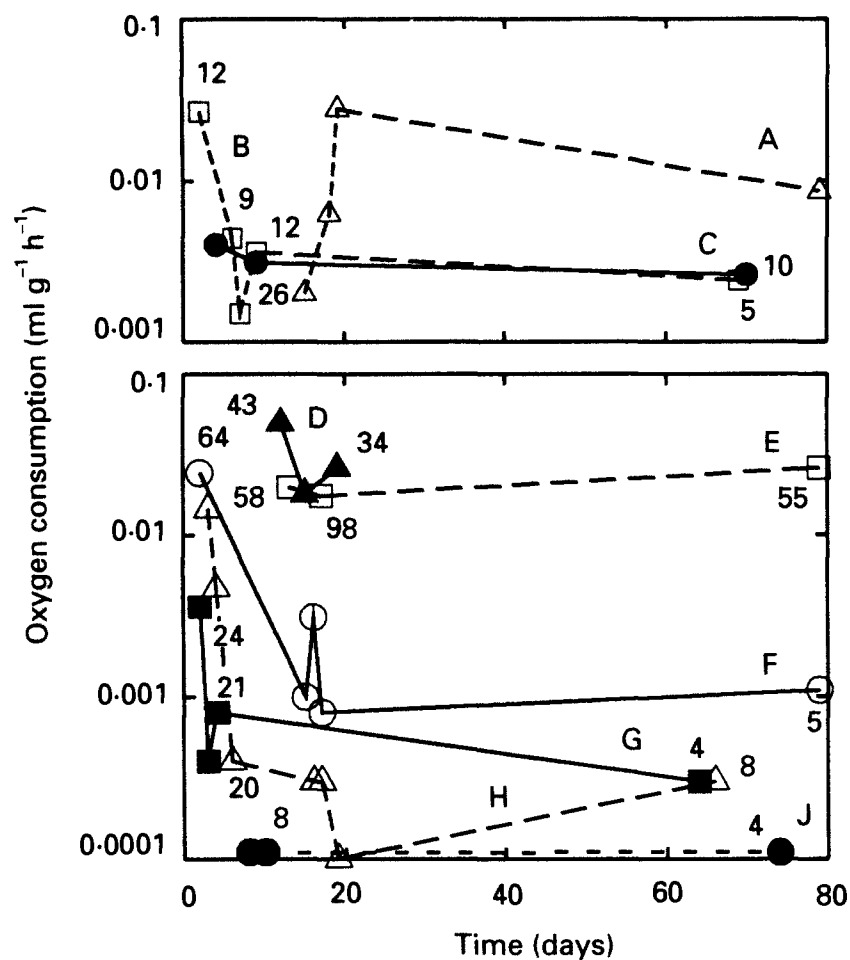 0·1
12
B
A
9
0·01
12
C
10
26
5
0·001
0·1
43
D
34
64
E
58
98
55
0·01
24
F
21
0·001
5
G
4
8
20
H
8
4
J
0·0001
0
20
40
60
80
Time (days)
Oxygen consumption (ml g⁻¹ h⁻¹)